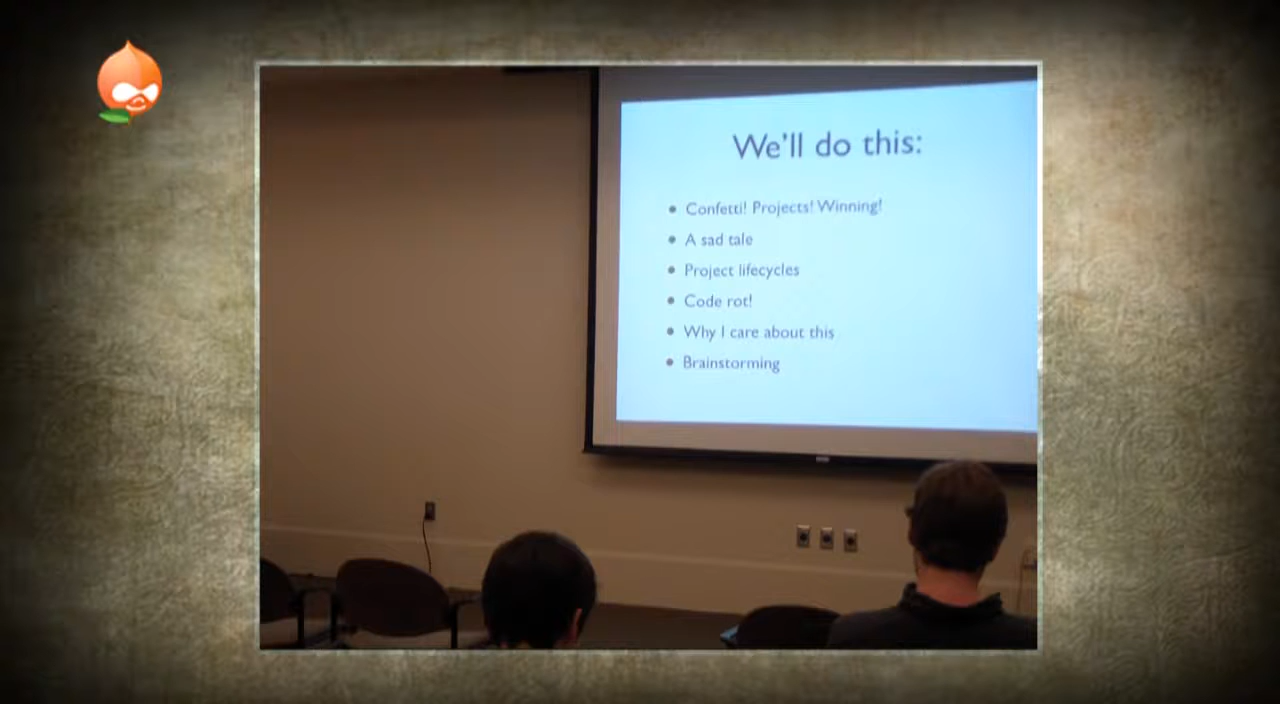 We'll do this:
• Confetti! Projects! Winning!
• A sad tale
• Project lifecycles
• Code rot!
• Why I care about this
• Brainstorming